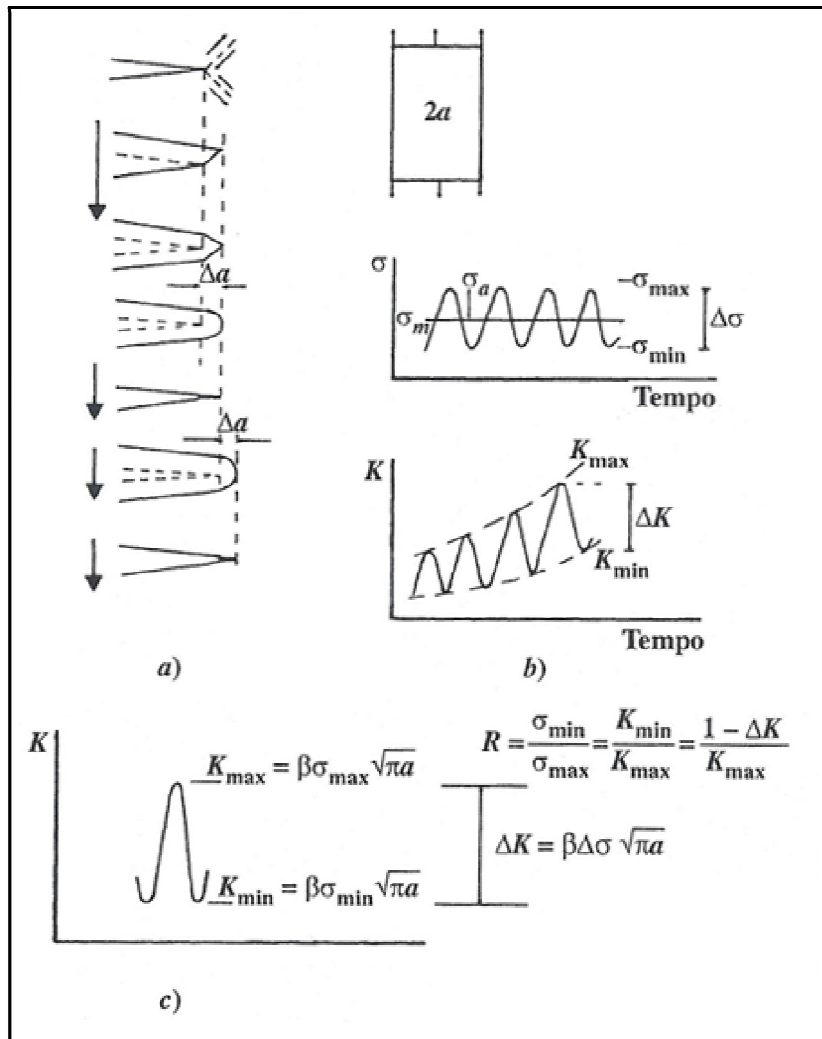 2a
Δa
Δa
a)
σ
σa
σm
–σmax
–σmin
Δσ
Tempo
K
Kmax
ΔK
Kmin
Tempo
b)
K
Kmax = βσmax√πa
Kmin = βσmin√πa
R = σmin/σmax = Kmin/Kmax = 1 – ΔK/Kmax
ΔK = βΔσ √πa
c)